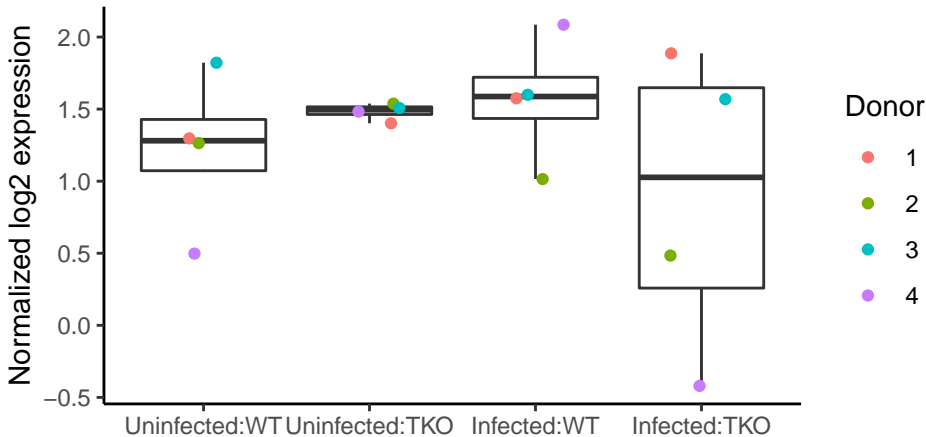 Normalized log2 expression
2.0
1.5
1.0
0.5
0.0
−0.5
Uninfected:WT
Uninfected:TKO
Infected:WT
Infected:TKO
Donor
1
2
3
4